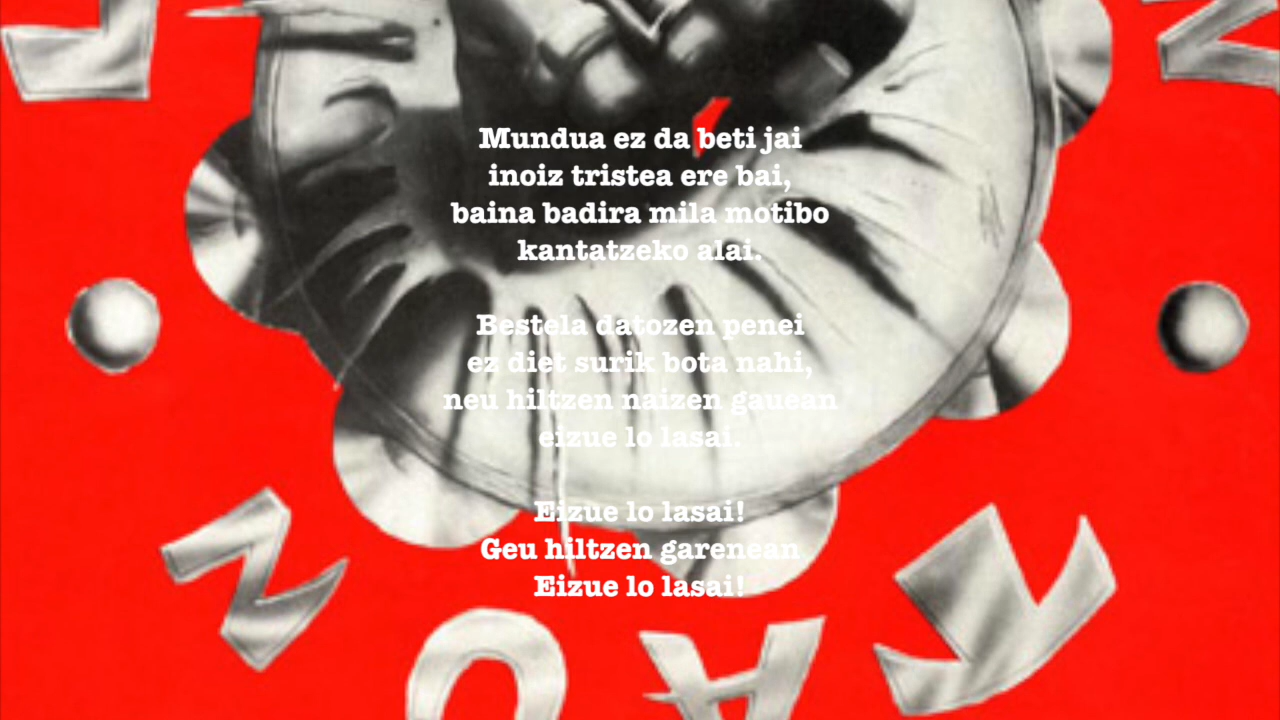 Mundua ez da beti jai
inoiz tristea ere bai,
baina badira mila motibo
kantatzeko alai.
Bestela datozen penei
ez diet surik bota nahi,
neu hiltzen naizen gauean
eizue lo lasai.
Eizue lo lasai!
Geu hiltzen garenean
Eizue lo lasai!